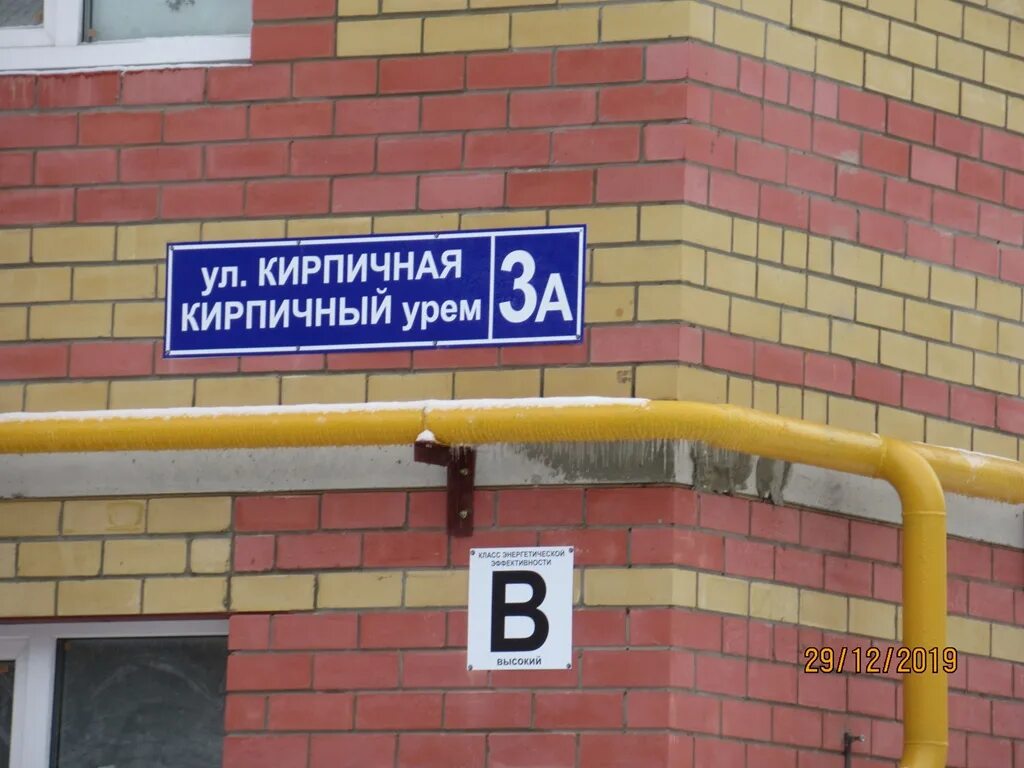 ул. КИРПИЧНАЯ
КИРПИЧНЫЙ урем
3А
КЛАСС ЭНЕРГЕТИЧЕСКОЙ
ЭФФЕКТИВНОСТИ
В
ВЫСОКИЙ
29/12/2019